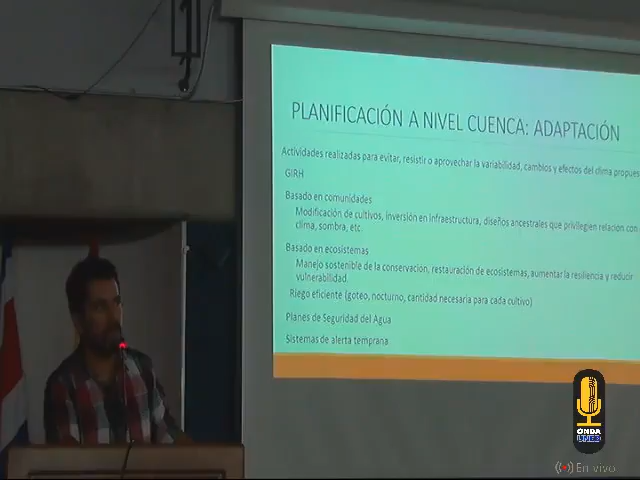 PLANIFICACIÓN A NIVEL CUENCA: ADAPTACIÓN
Actividades realizadas para evitar, resistir o aprovechar la variabilidad, cambios y efectos del clima propues
GIRH
Basado en comunidades
Modificación de cultivos, inversión en infraestructura, diseños ancestrales que privilegien relación con
clima, sombra, etc.
Basado en ecosistemas
Manejo sostenible de la conservación, restauración de ecosistemas, aumentar la resiliencia y reducir
vulnerabilidad.
Riego eficiente (goteo, nocturno, cantidad necesaria para cada cultivo)
Planes de Seguridad del Agua
Sistemas de alerta temprana
ONDA
UNED
En vivo